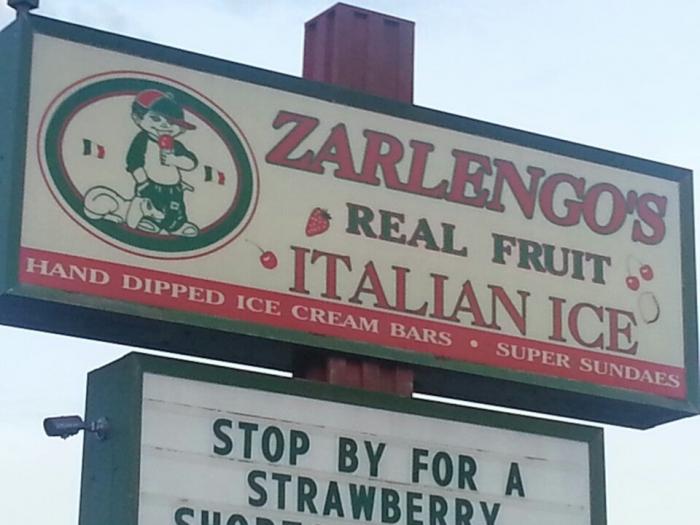 ZARLENGO'S
REAL FRUIT
ITALIAN ICE
HAND DIPPED ICE CREAM BARS • SUPER SUNDAES
STOP BY FOR A
STRAWBERRY